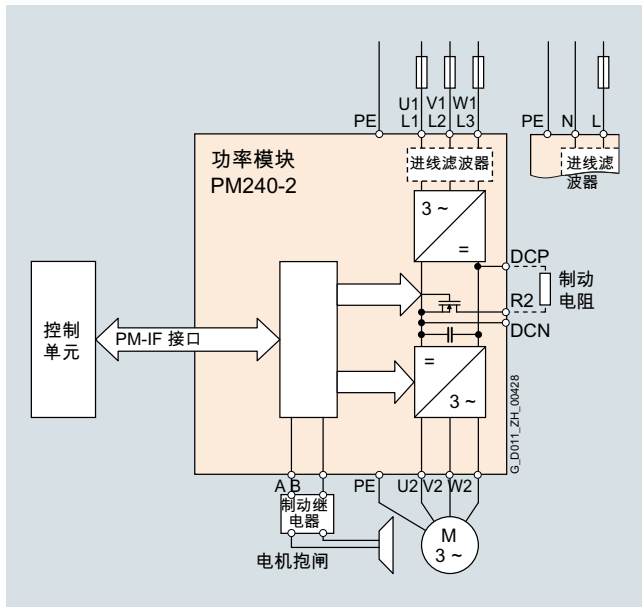 U1 V1 W1
PE L1 L2 L3
PE N L
功率模块
PM240-2
进线滤波器
进线滤
波器
3 ~
=
DCP
制动
电阻
R2
DCN
控制
单元
PM-IF 接口
=
3 ~
G_D011_ZH_00428
A B PE U2 V2 W2
制动继
电器
M
3 ~
电机抱闸